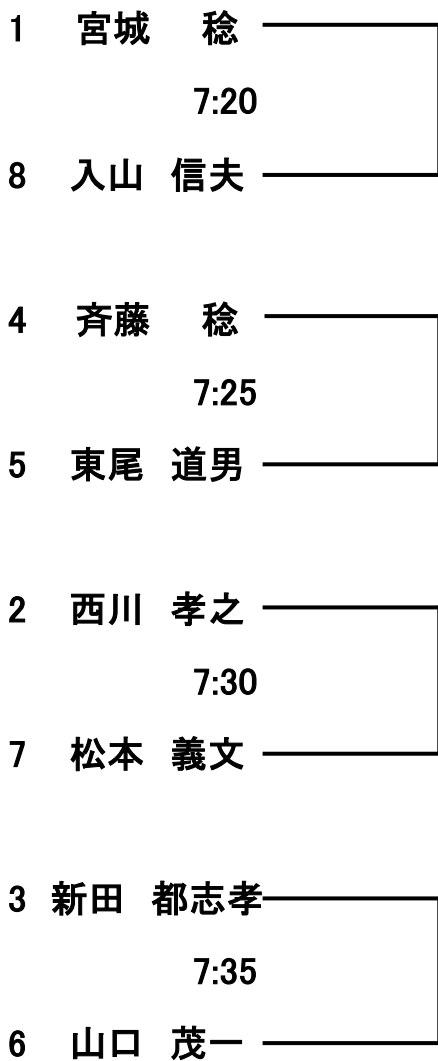 1 宮城 稔
7:20
8 入山 信夫
4 斉藤 稔
7:25
5 東尾 道男
2 西川 孝之
7:30
7 松本 義文
3 新田 都志孝
7:35
6 山口 茂一